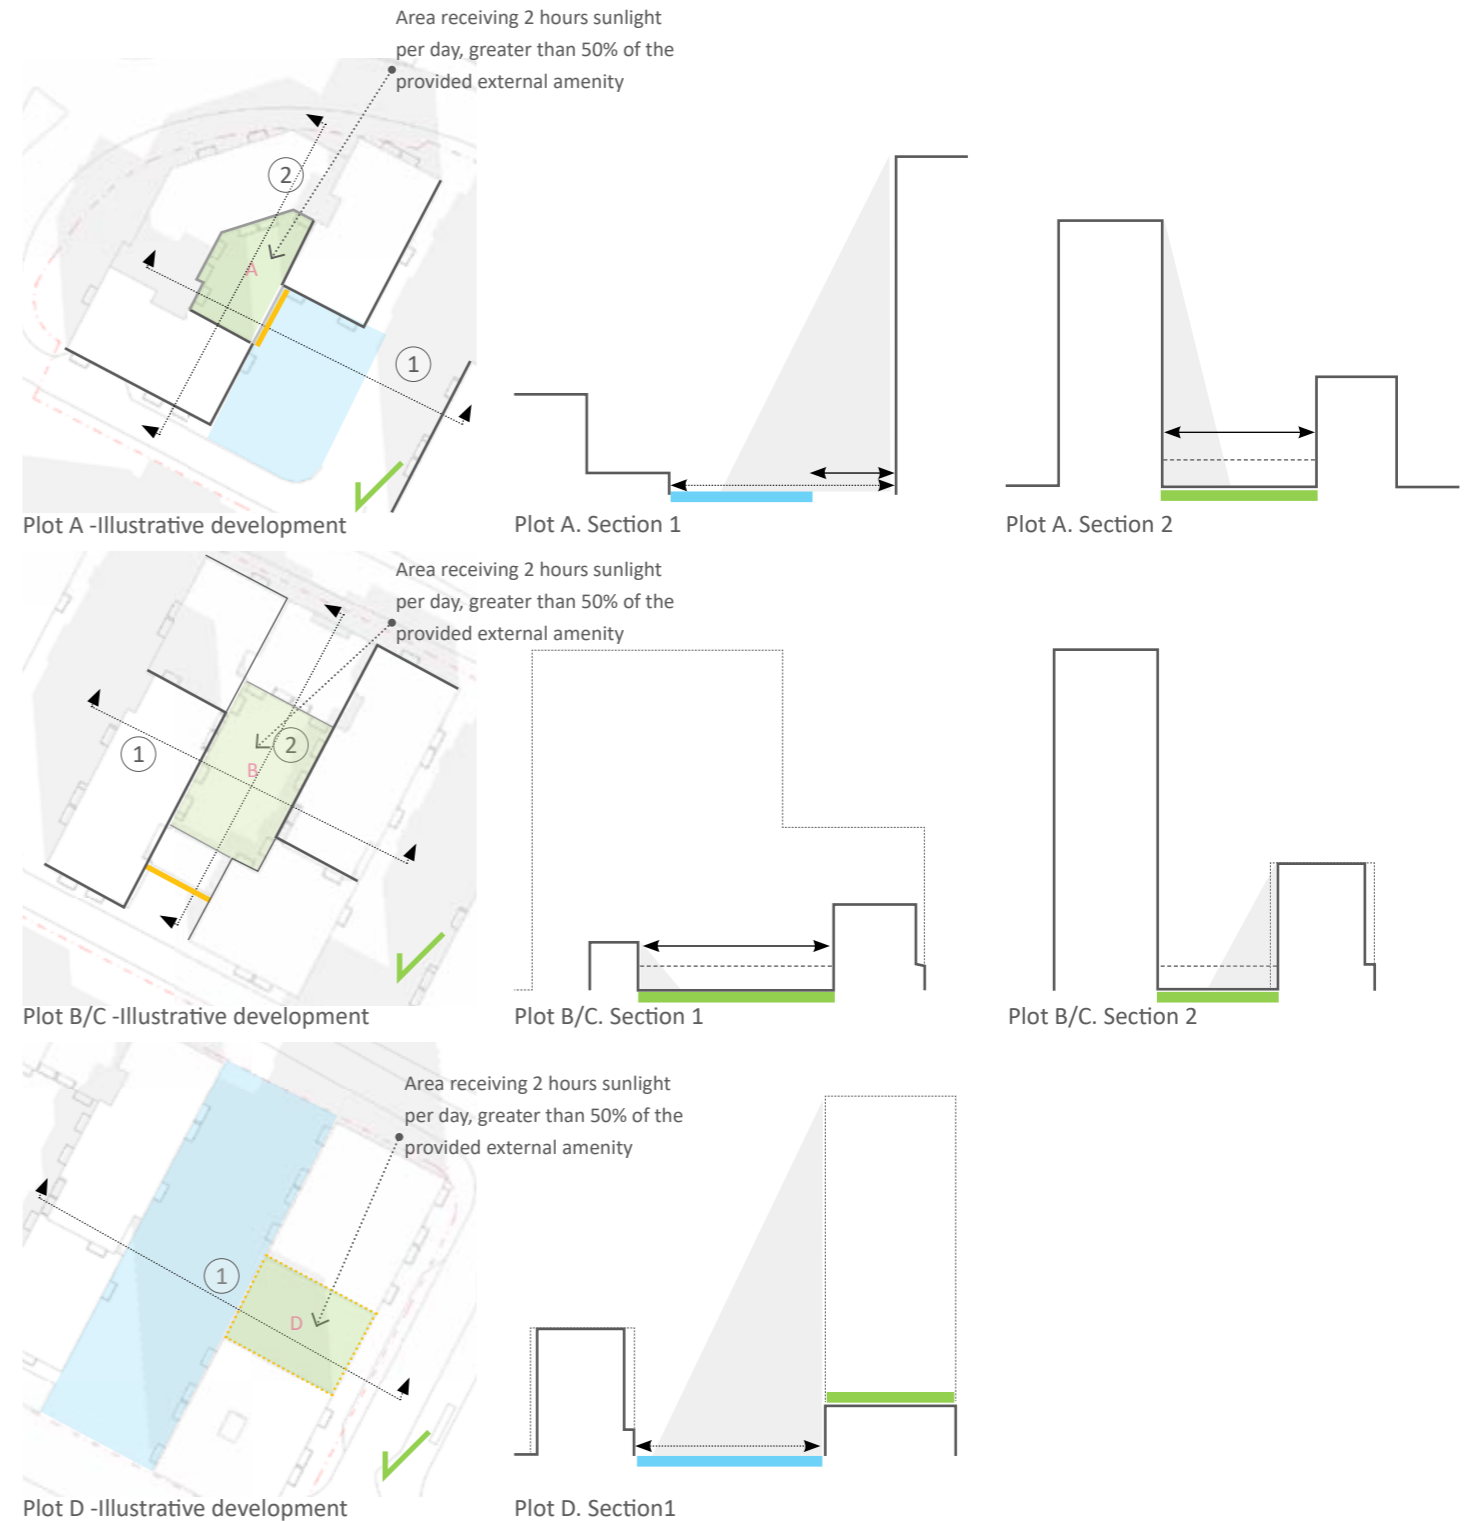 Area receiving 2 hours sunlight
per day, greater than 50% of the
provided external amenity
2
A
1
Plot A -Illustrative development
Plot A. Section 1
Plot A. Section 2
Area receiving 2 hours sunlight
per day, greater than 50% of the
provided external amenity
1
2
B
Plot B/C -Illustrative development
Plot B/C. Section 1
Plot B/C. Section 2
Area receiving 2 hours sunlight
per day, greater than 50% of the
provided external amenity
1
D
Plot D -Illustrative development
Plot D. Section1